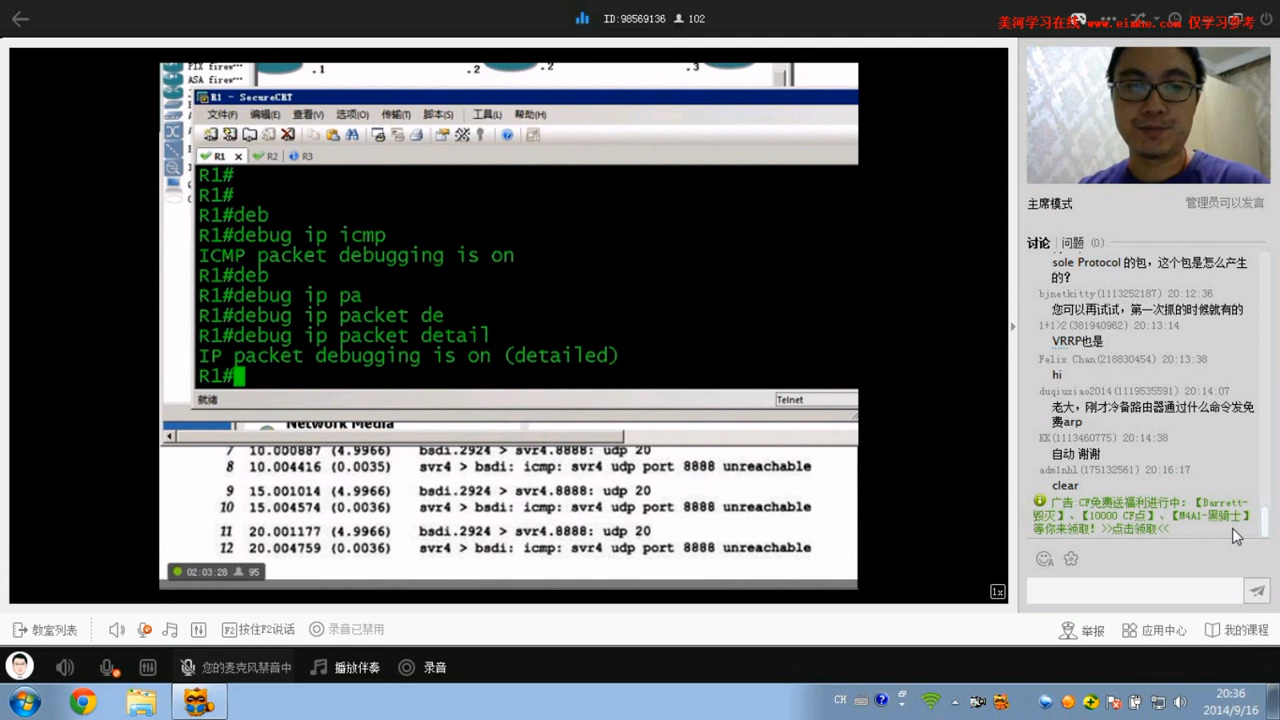 ID:98569136 102
美河学习在线 www.eimhe.com 仅学习参考
PIX firew···
ASA firew···
.1 .2 .2 .3
R1 - SecureCRT
文件(F) 编辑(E) 查看(V) 选项(O) 传输(T) 脚本(S) 工具(L) 帮助(H)
R1 R2 R3
R1#
R1#
R1#deb
R1#debug ip icmp
ICMP packet debugging is on
R1#deb
R1#debug ip pa
R1#debug ip packet de
R1#debug ip packet detail
IP packet debugging is on (detailed)
R1#
就绪 Telnet
Network Media
7 10.000887 (4.9966) bsdi.2924 > svr4.8888: udp 20
8 10.004416 (0.0035) svr4 > bsdi: icmp: svr4 udp port 8888 unreachable
9 15.001014 (4.9966) bsdi.2924 > svr4.8888: udp 20
10 15.004574 (0.0036) svr4 > bsdi: icmp: svr4 udp port 8888 unreachable
11 20.001177 (4.9966) bsdi.2924 > svr4.8888: udp 20
12 20.004759 (0.0036) svr4 > bsdi: icmp: svr4 udp port 8888 unreachable
02:03:28 95
1x
主席模式 管理员可以发言
讨论 问题 (0)
sole Protocol 的包，这个包是怎么产生
的?
bjnetkitty(1113252187) 20:12:36
您可以再试试，第一次抓的时候就有的
1+1>2(381940962) 20:13:14
VRRP也是
Felix Chan(218830454) 20:13:38
hi
duqiuxiao2014(1119535591) 20:14:07
老大，刚才冷备路由器通过什么命令发免
费arp
KK(1113460775) 20:14:38
自动 谢谢
adm1nhl(175132561) 20:16:17
clear
广告:CF免费送福利进行中: 【Barrett-
毁灭】、【10000 CF点】、【M4A1-黑骑士】
等你来领取! >>点击领取<<
教室列表 F2 按住F2说话 录音已禁用 举报 应用中心 我的课程
您的麦克风禁音中 播放伴奏 录音
CH 20:36
2014/9/16